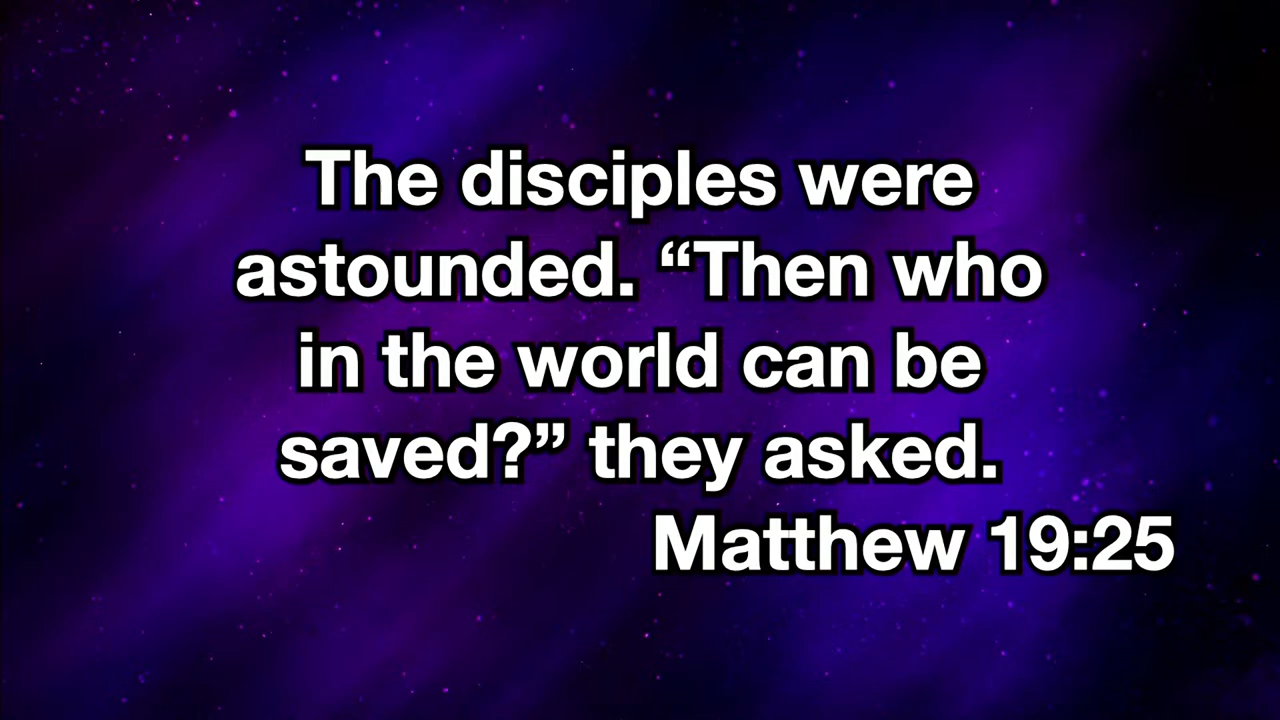 The disciples were
astounded. “Then who
in the world can be
saved?” they asked.
Matthew 19:25